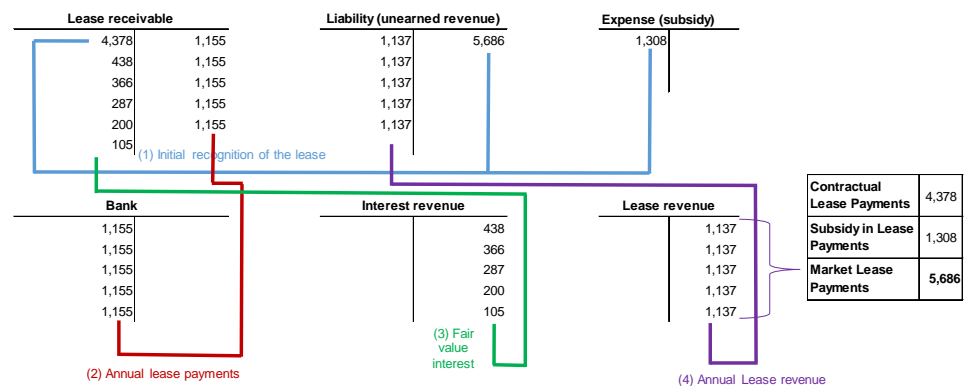 Lease receivable
Liability (unearned revenue)
Expense (subsidy)
4,378 1,155
1,137 5,686
1,308
438 1,155
1,137
366 1,155
1,137
287 1,155
1,137
200 1,155
1,137
105
(1) Initial recognition of the lease
Bank
Interest revenue
Lease revenue
1,155
438
1,137
1,155
366
1,137
1,155
287
1,137
1,155
200
1,137
1,155
105
1,137
Contractual
Lease Payments
4,378
Subsidy in Lease
Payments
1,308
Market Lease
Payments
5,686
(2) Annual lease payments
(3) Fair
value
interest
(4) Annual Lease revenue